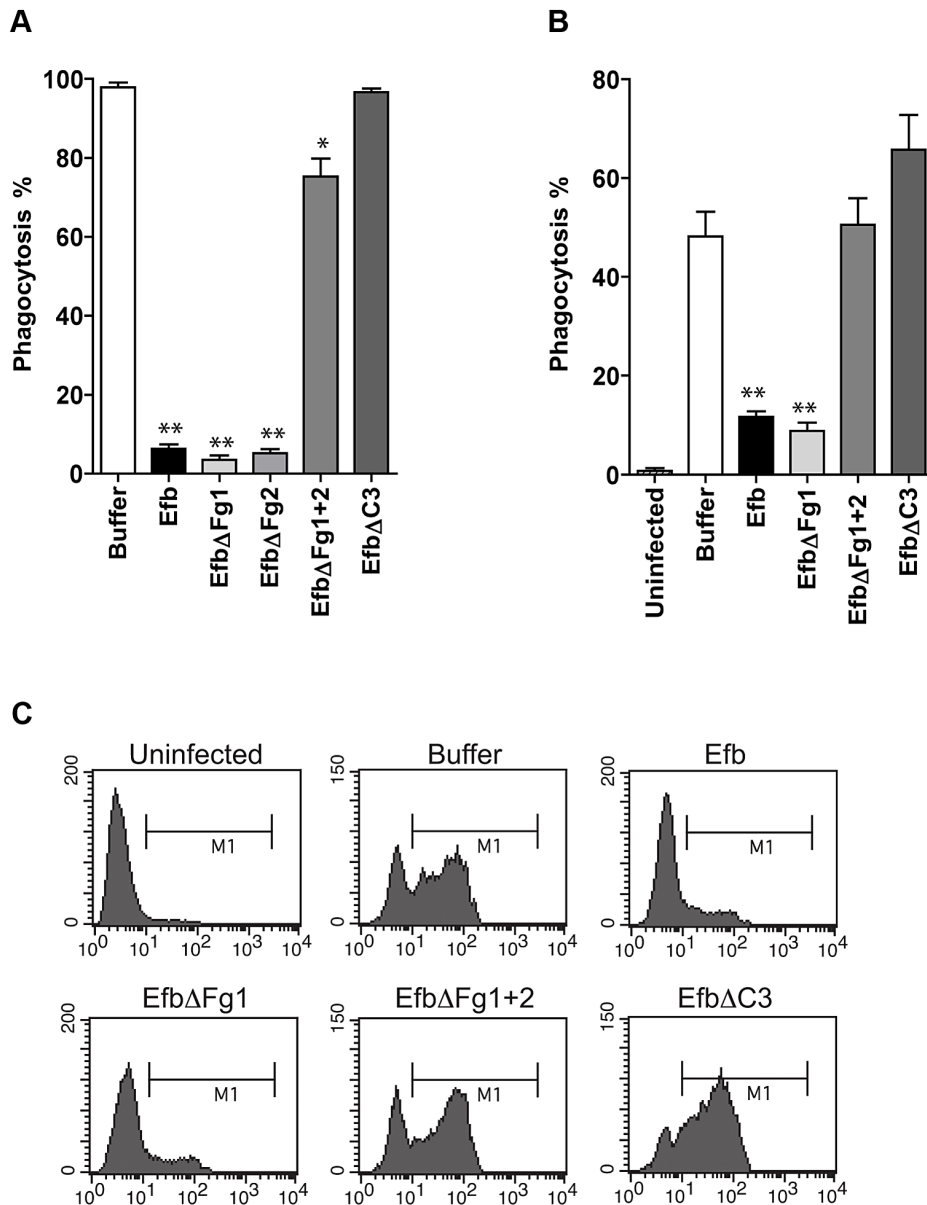 A
Phagocytosis %
100
80
60
40
20
0
**
**
**
*
Buffer
Efb
EfbΔFg1
EfbΔFg2
EfbΔFg1+2
EfbΔC3
B
Phagocytosis %
80
60
40
20
0
**
**
Uninfected
Buffer
Efb
EfbΔFg1
EfbΔFg1+2
EfbΔC3
C
Uninfected
200
0
M1
10⁰ 10¹ 10² 10³ 10⁴
Buffer
150
0
M1
10⁰ 10¹ 10² 10³ 10⁴
Efb
200
0
M1
10⁰ 10¹ 10² 10³ 10⁴
EfbΔFg1
200
0
M1
10⁰ 10¹ 10² 10³ 10⁴
EfbΔFg1+2
150
0
M1
10⁰ 10¹ 10² 10³ 10⁴
EfbΔC3
150
0
M1
10⁰ 10¹ 10² 10³ 10⁴